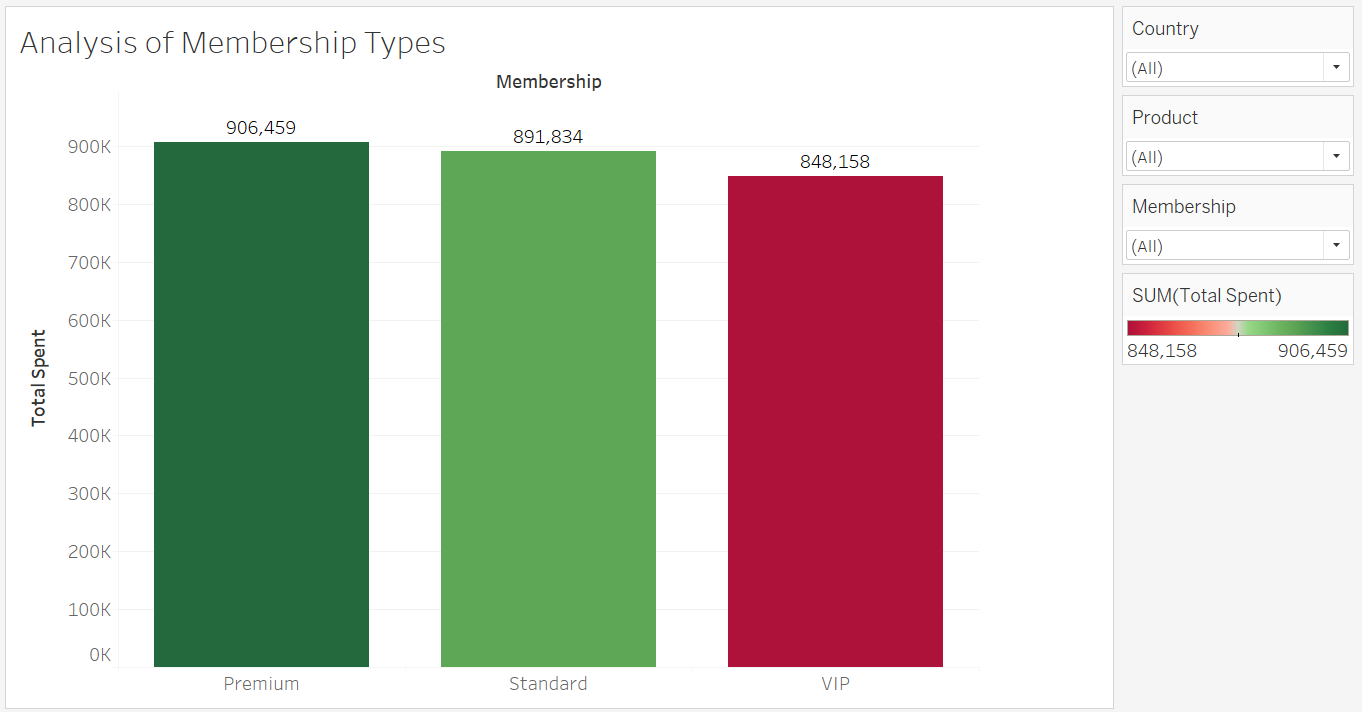 Analysis of Membership Types
Membership
906,459
891,834
848,158
900K
800K
700K
600K
500K
400K
300K
200K
100K
0K
Total Spent
Premium
Standard
VIP
Country
(All)
Product
(All)
Membership
(All)
SUM(Total Spent)
848,158 906,459